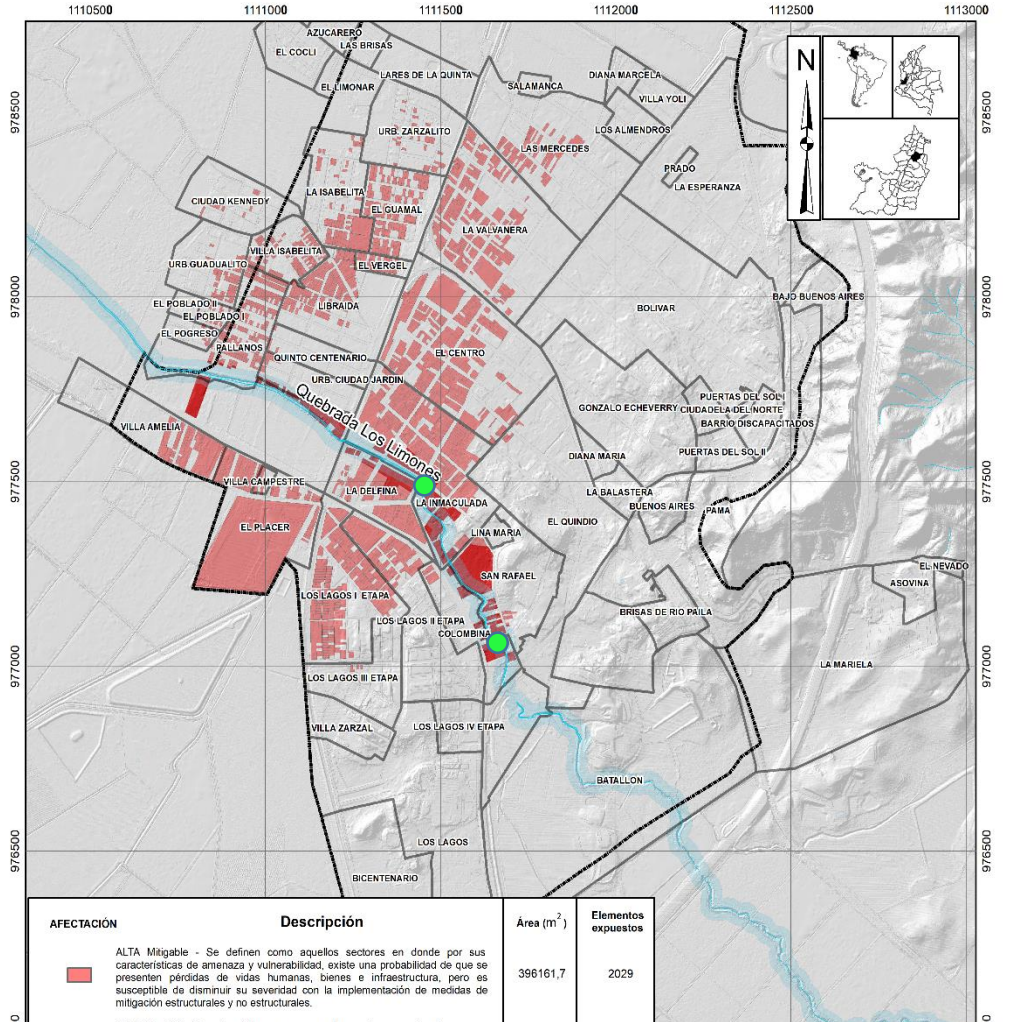 1110500 1111000 1111500 1112000 1112500 1113000
AZUCARERO
LAS BRISAS
EL COCLI
LARES DE LA QUINTA
EL LIMONAR
SALAMANCA
DIANA MARCELA
VILLA YOLI
N
978500
978500
URB. ZARZALITO
LOS ALMENDROS
LAS MERCEDES
PRADO
LA ESPERANZA
LA ISABELITA
CIUDAD KENNEDY
EL GUAMAL
LA VALVANERA
VILLA ISABELITA
URB.GUADUALITO
EL VERGEL
978000
978000
EL POBLADO II
LIBRAIDA
BOLIVAR
BAJO BUENOS AIRES
EL POBLADO I
EL POGRESO
PALLANOS
QUINTO CENTENARIO
EL CENTRO
URB. CIUDAD JARDIN
Quebrada Los Limones
PUERTAS DEL SOL I
GONZALO ECHEVERRY
CIUDADELA DEL NORTE
BARRIO DISCAPACITADOS
VILLA AMELIA
DIANA MARIA
PUERTAS DEL SOL II
977500
977500
VILLA CAMPESTRE
LA DELFINA
LA INMACULADA
LA BALASTERA
BUENOS AIRES
PAMA
EL PLACER
LINA MARIA
EL QUINDIO
SAN RAFAEL
EL NEVADO
ASOVINA
LOS LAGOS I ETAPA
LOS LAGOS II ETAPA
BRISAS DE RIO PAILA
COLOMBINA
977000
977000
LOS LAGOS III ETAPA
LA MARIELA
VILLA ZARZAL
LOS LAGOS IV ETAPA
BATALLON
976500
976500
LOS LAGOS
BICENTENARIO
AFECTACIÓN
Descripción
Área (m2)
Elementos
expuestos
ALTA Mitigable - Se definen como aquellos sectores en donde por sus
características de amenaza y vulnerabilidad, existe una probabilidad de que se
presenten pérdidas de vidas humanas, bienes e infraestructura, pero es
susceptible de disminuir su severidad con la implementación de medidas de
mitigación estructurales y no estructurales.
396161,7
2029